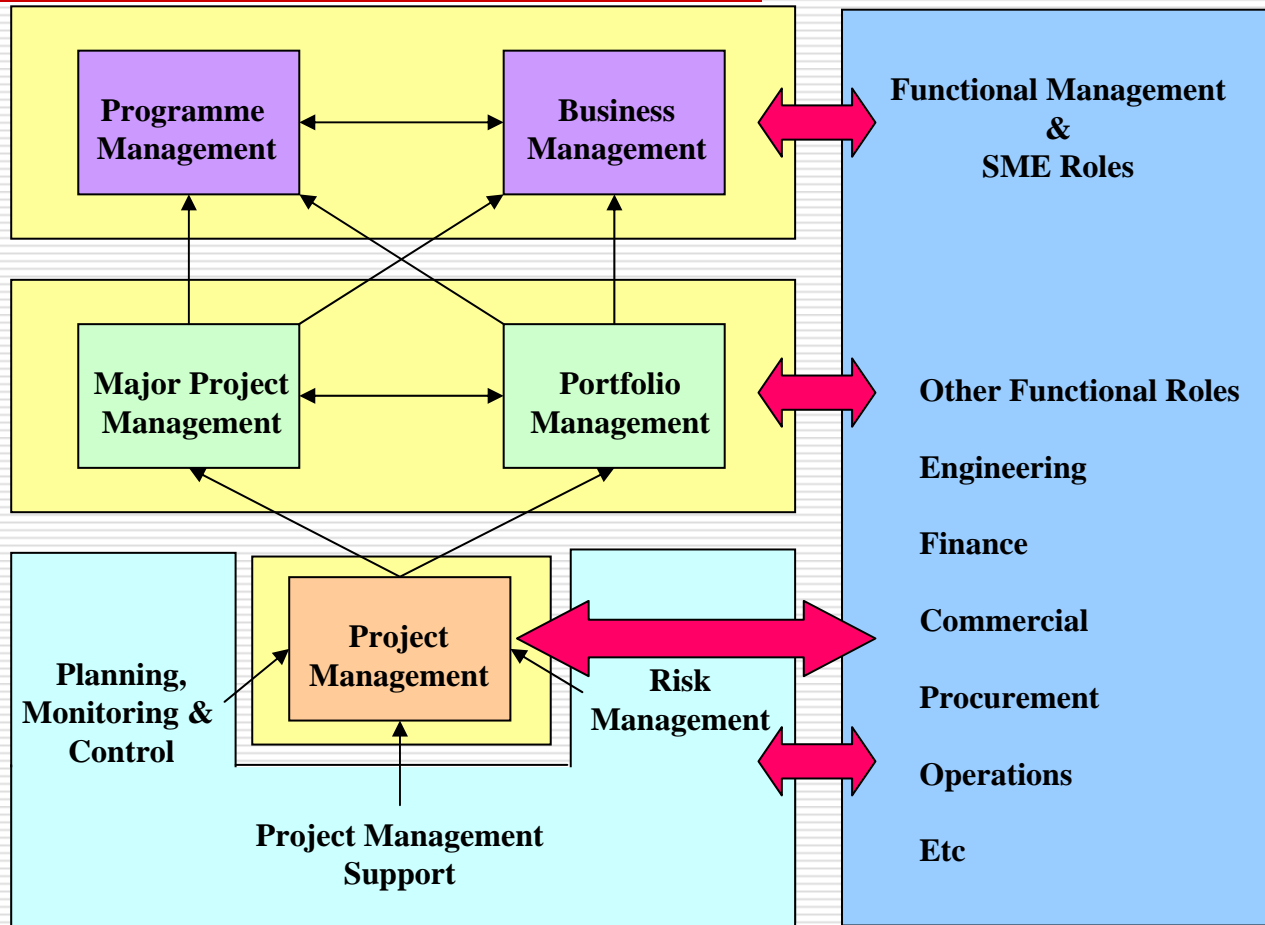 Programme
Management
Business
Management
Functional Management
&
SME Roles
Major Project
Management
Portfolio
Management
Other Functional Roles
Engineering
Finance
Commercial
Procurement
Operations
Etc
Project
Management
Planning,
Monitoring &
Control
Risk
Management
Project Management
Support